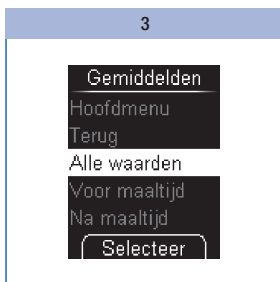 3
Gemiddelden
Hoofdmenu
Terug
Alle waarden
Voor maaltijd
Na maaltijd
Selecteer